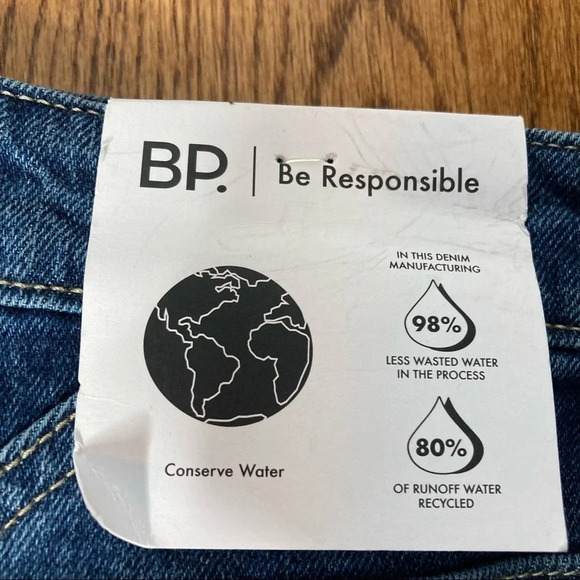 BP. | Be Responsible
IN THIS DENIM
MANUFACTURING
98%
LESS WASTED WATER
IN THE PROCESS
80%
OF RUNOFF WATER
RECYCLED
Conserve Water